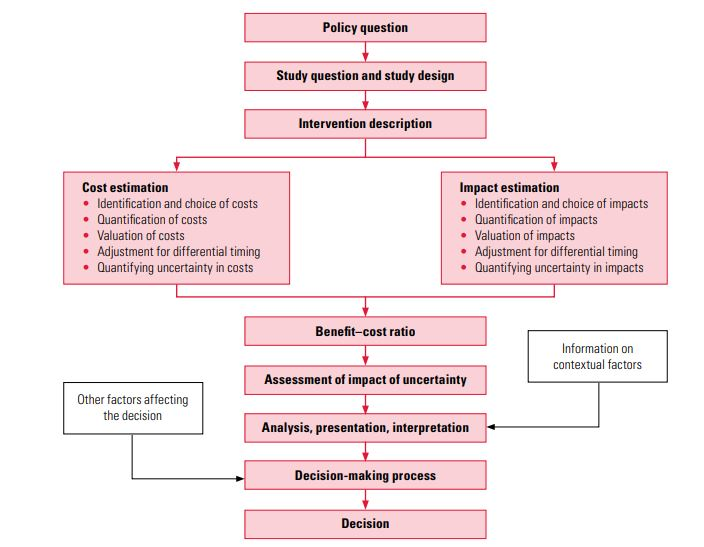 Policy question
Study question and study design
Intervention description
Cost estimation
• Identification and choice of costs
• Quantification of costs
• Valuation of costs
• Adjustment for differential timing
• Quantifying uncertainty in costs
Impact estimation
• Identification and choice of impacts
• Quantification of impacts
• Valuation of impacts
• Adjustment for differential timing
• Quantifying uncertainty in impacts
Benefit–cost ratio
Information on
contextual factors
Assessment of impact of uncertainty
Other factors affecting
the decision
Analysis, presentation, interpretation
Decision-making process
Decision